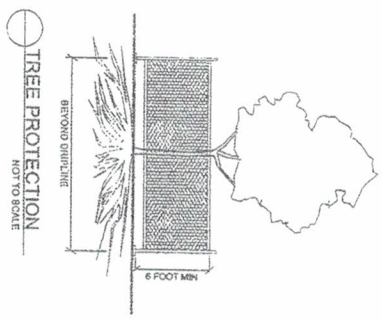 6 FOOT MIN
BEYOND DRIPLINE
TREE PROTECTION
NOT TO SCALE